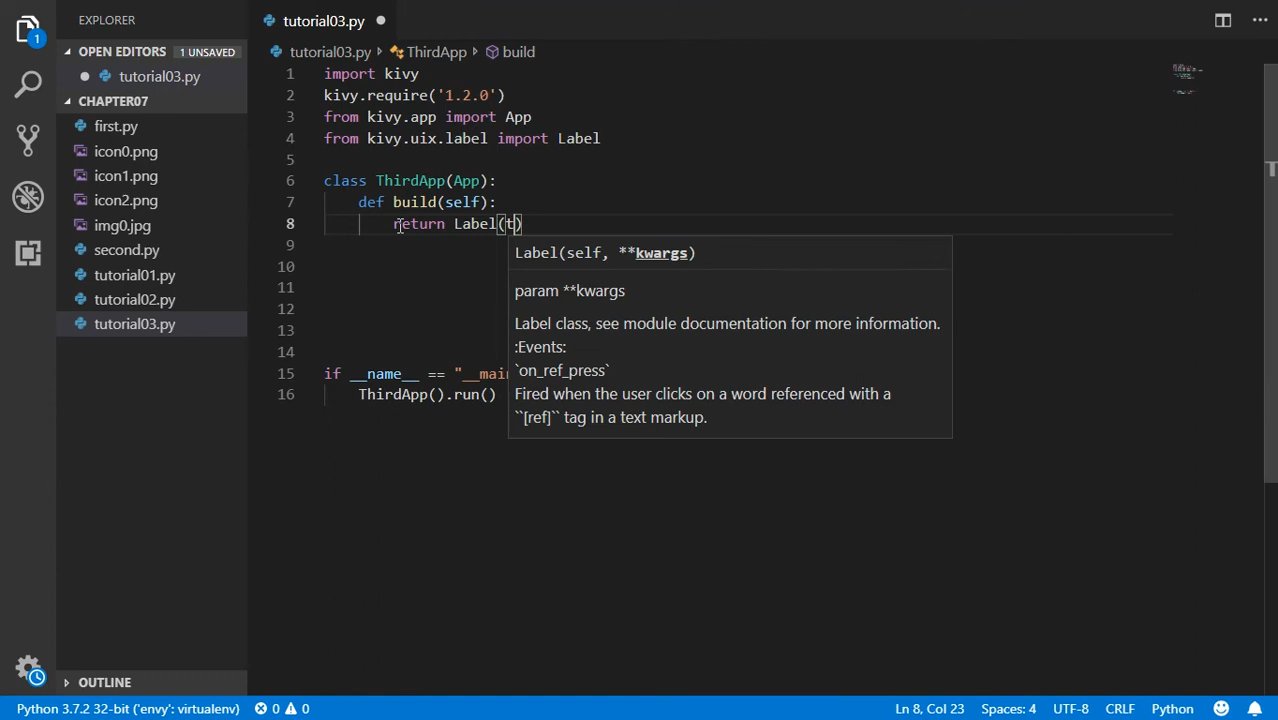 EXPLORER
OPEN EDITORS 1 UNSAVED
tutorial03.py
CHAPTER07
first.py
icon0.png
icon1.png
icon2.png
img0.jpg
second.py
tutorial01.py
tutorial02.py
tutorial03.py
OUTLINE
1
tutorial03.py
tutorial03.py ThirdApp build
1 import kivy
2 kivy.require('1.2.0')
3 from kivy.app import App
4 from kivy.uix.label import Label
5
6 class ThirdApp(App):
7 def build(self):
8 return Label(t)
9
10
11
12
13
14
15 if __name__ == "__main
16 ThirdApp().run()
Label(self, **kwargs)
param **kwargs
Label class, see module documentation for more information.
:Events:
`on_ref_press`
Fired when the user clicks on a word referenced with a
``[ref]`` tag in a text markup.
Python 3.7.2 32-bit ('envy': virtualenv) 0 0 Ln 8, Col 23 Spaces: 4 UTF-8 CRLF Python